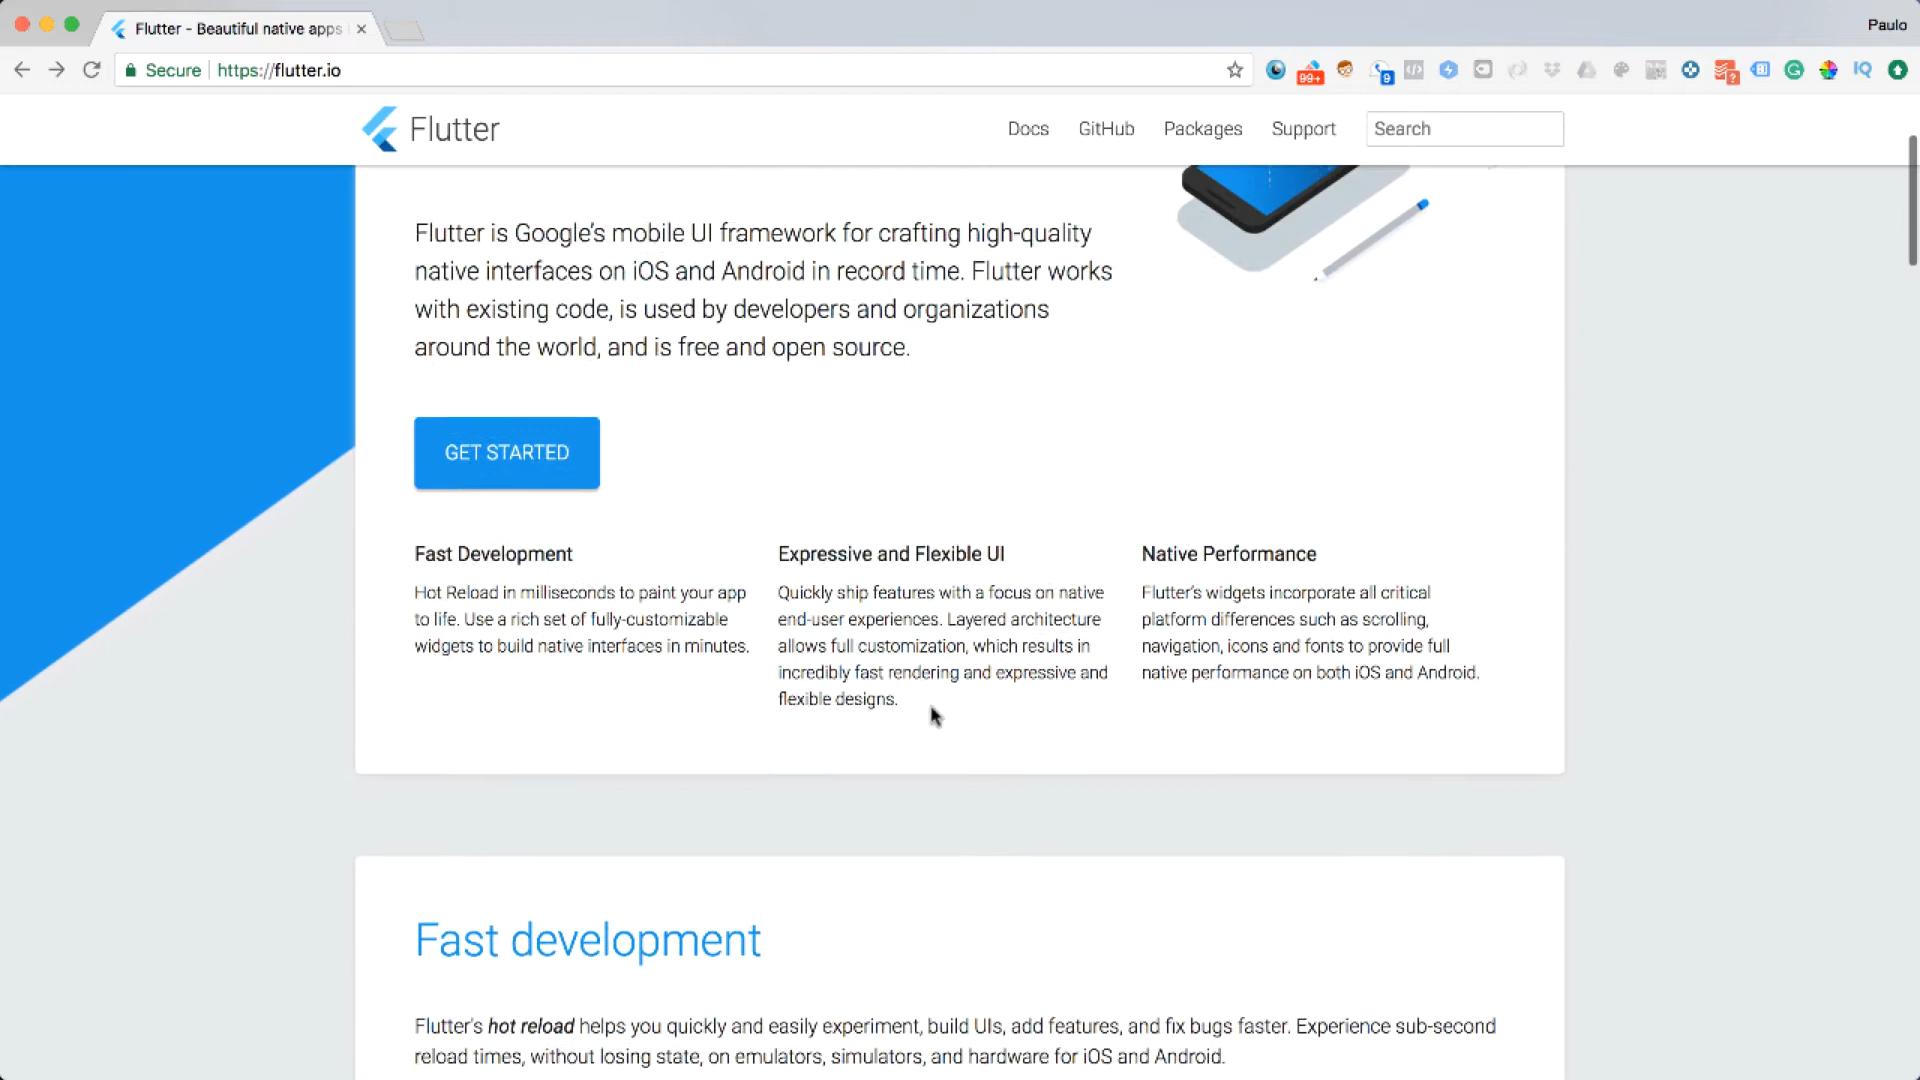 Flutter - Beautiful native apps
Paulo
Secure https://flutter.io
99+
9
?
IQ
Flutter
Docs GitHub Packages Support Search
Flutter is Google's mobile UI framework for crafting high-quality
native interfaces on iOS and Android in record time. Flutter works
with existing code, is used by developers and organizations
around the world, and is free and open source.
GET STARTED
Fast Development
Hot Reload in milliseconds to paint your app
to life. Use a rich set of fully-customizable
widgets to build native interfaces in minutes.
Expressive and Flexible UI
Quickly ship features with a focus on native
end-user experiences. Layered architecture
allows full customization, which results in
incredibly fast rendering and expressive and
flexible designs.
Native Performance
Flutter's widgets incorporate all critical
platform differences such as scrolling,
navigation, icons and fonts to provide full
native performance on both iOS and Android.
Fast development
Flutter's hot reload helps you quickly and easily experiment, build UIs, add features, and fix bugs faster. Experience sub-second
reload times, without losing state, on emulators, simulators, and hardware for iOS and Android.